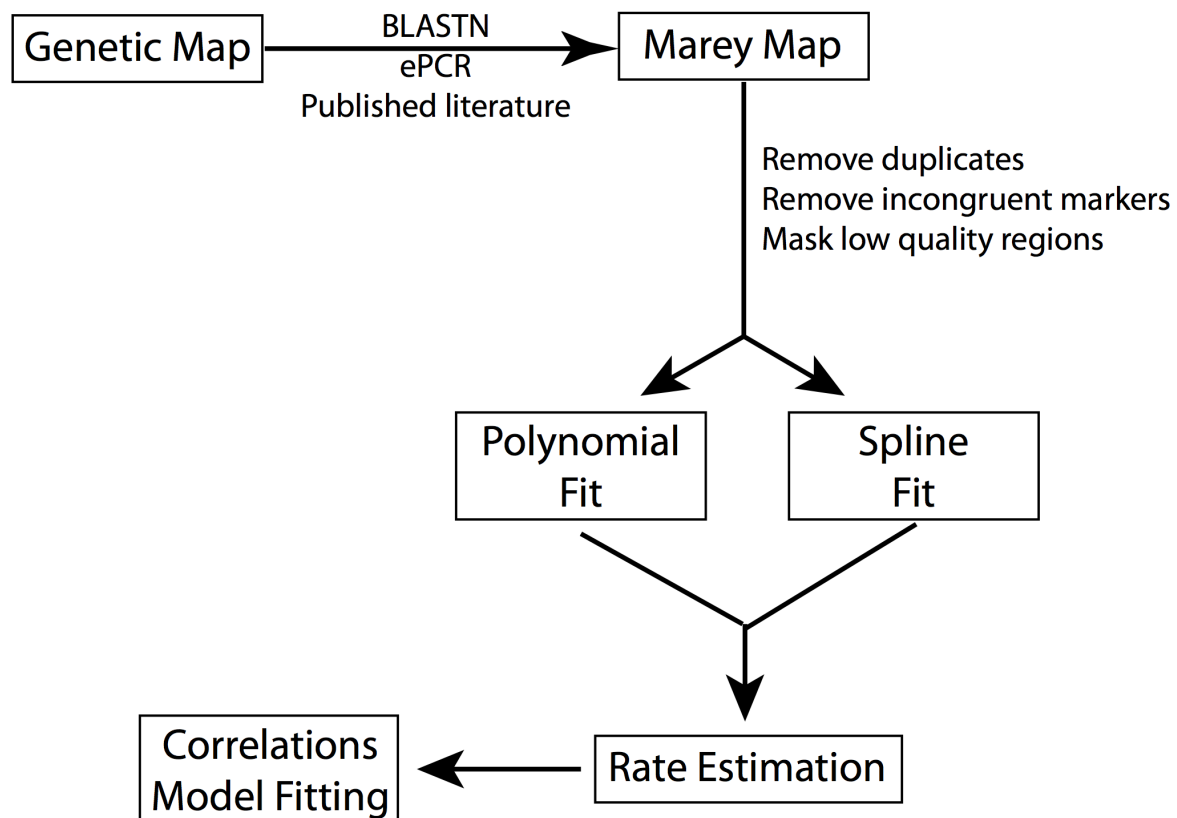 Genetic Map
BLASTN
ePCR
Published literature
Marey Map
Remove duplicates
Remove incongruent markers
Mask low quality regions
Polynomial
Fit
Spline
Fit
Rate Estimation
Correlations
Model Fitting